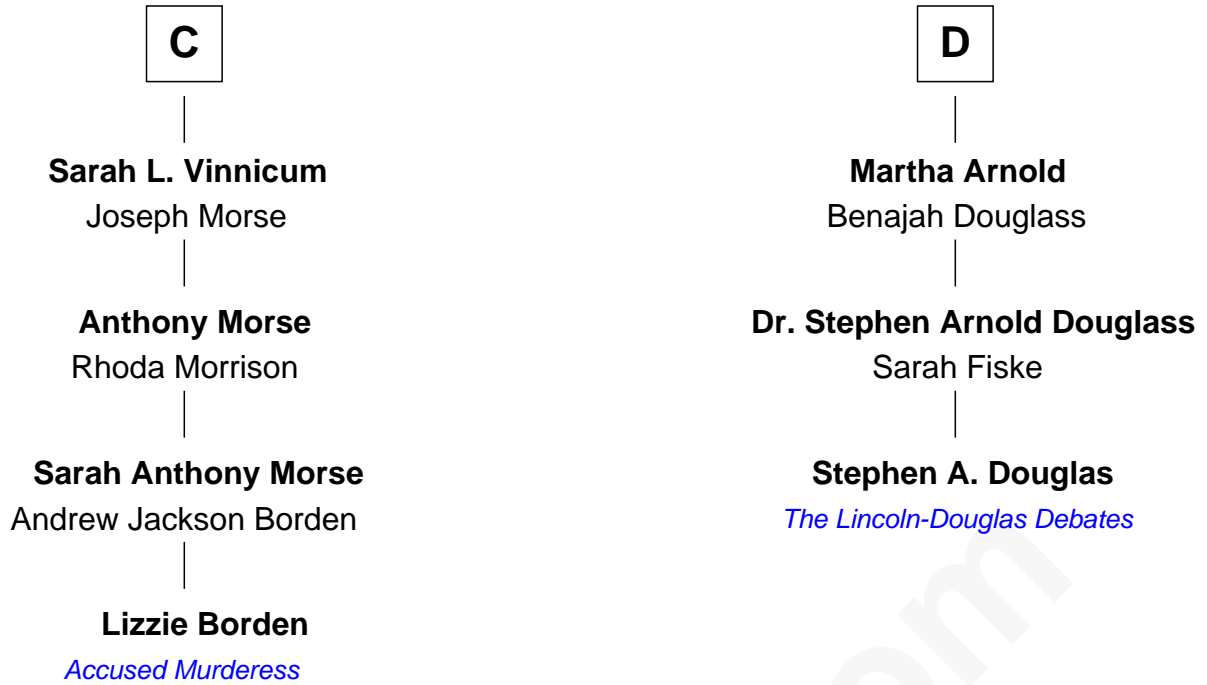 C
Sarah L. Vinnicum
Joseph Morse
Anthony Morse
Rhoda Morrison
Sarah Anthony Morse
Andrew Jackson Borden
Lizzie Borden
Accused Murderess
D
Martha Arnold
Benajah Douglass
Dr. Stephen Arnold Douglass
Sarah Fiske
Stephen A. Douglas
The Lincoln-Douglas Debates
om